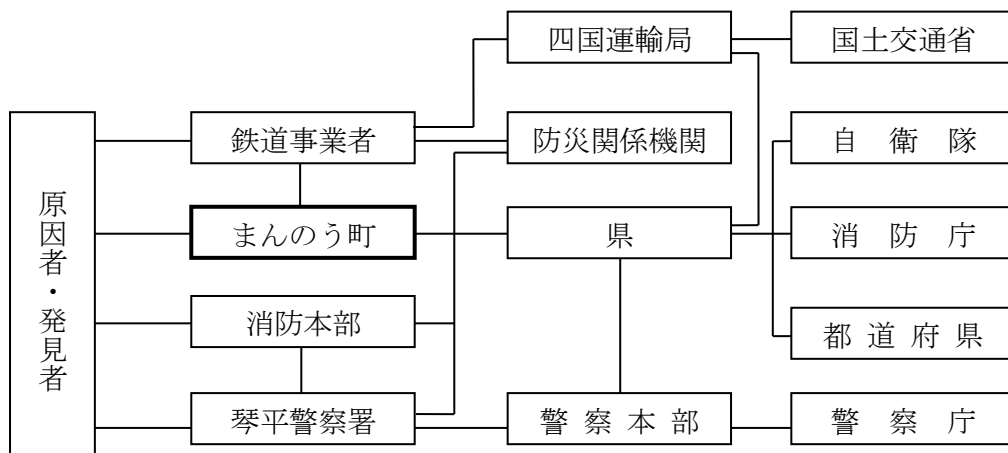 四国運輸局
国土交通省
鉄道事業者
防災関係機関
自衛隊
原因者・発見者
まんのう町
県
消防庁
消防本部
都道府県
琴平警察署
警察本部
警察庁